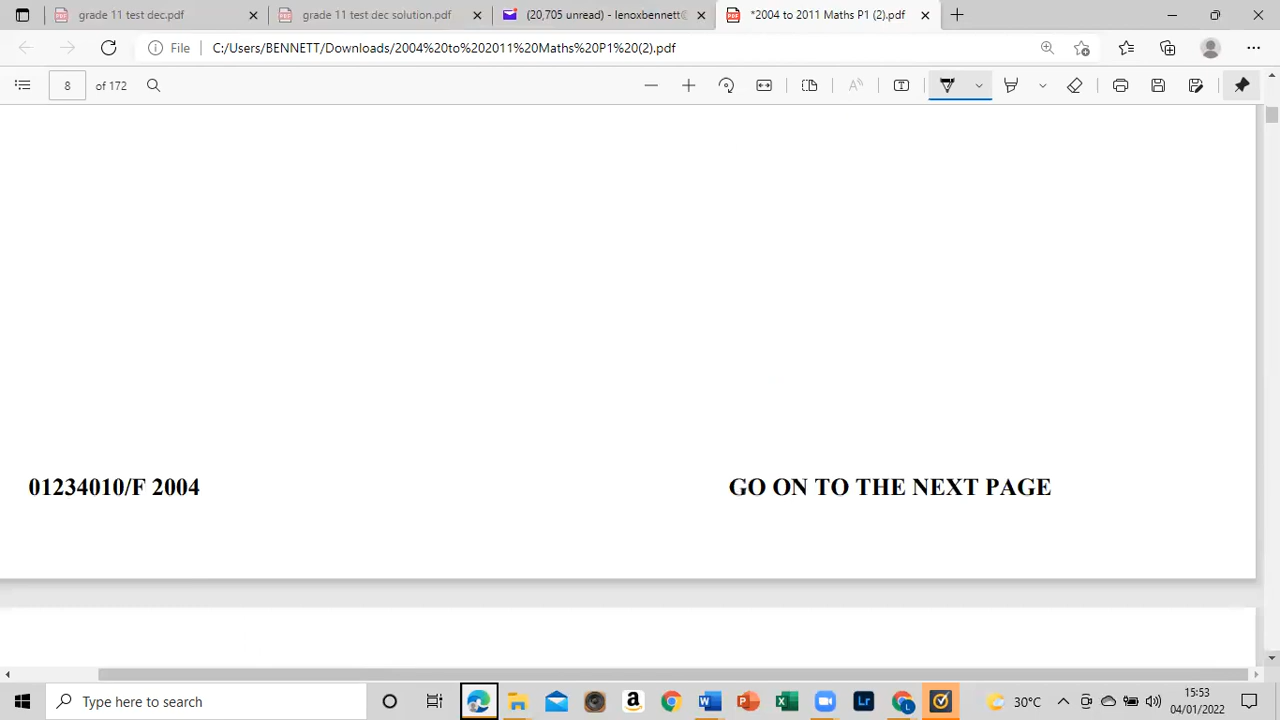 grade 11 test dec.pdf
grade 11 test dec solution.pdf
(20,705 unread) - lenoxbennett@
*2004 to 2011 Maths P1 (2).pdf
File
C:/Users/BENNETT/Downloads/2004%20to%202011%20Maths%20P1%20(2).pdf
8 of 172
01234010/F 2004
GO ON TO THE NEXT PAGE
Type here to search
30°C
15:53
04/01/2022